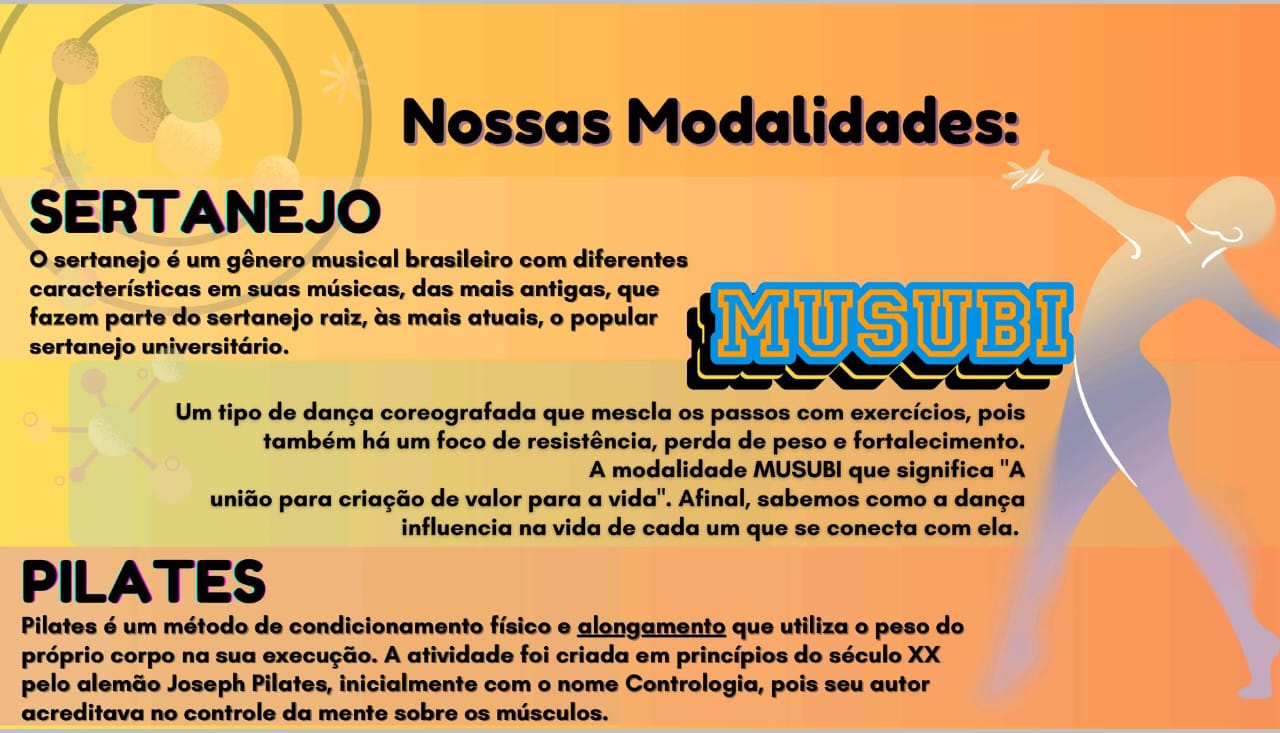 Nossas Modalidades:
SERTANEJO
O sertanejo é um gênero musical brasileiro com diferentes
características em suas músicas, das mais antigas, que
fazem parte do sertanejo raiz, às mais atuais, o popular
sertanejo universitário.
MUSUBI
Um tipo de dança coreografada que mescla os passos com exercícios, pois
também há um foco de resistência, perda de peso e fortalecimento.
A modalidade MUSUBI que significa "A
união para criação de valor para a vida". Afinal, sabemos como a dança
influencia na vida de cada um que se conecta com ela.
PILATES
Pilates é um método de condicionamento físico e alongamento que utiliza o peso do
próprio corpo na sua execução. A atividade foi criada em princípios do século XX
pelo alemão Joseph Pilates, inicialmente com o nome Contrologia, pois seu autor
acreditava no controle da mente sobre os músculos.